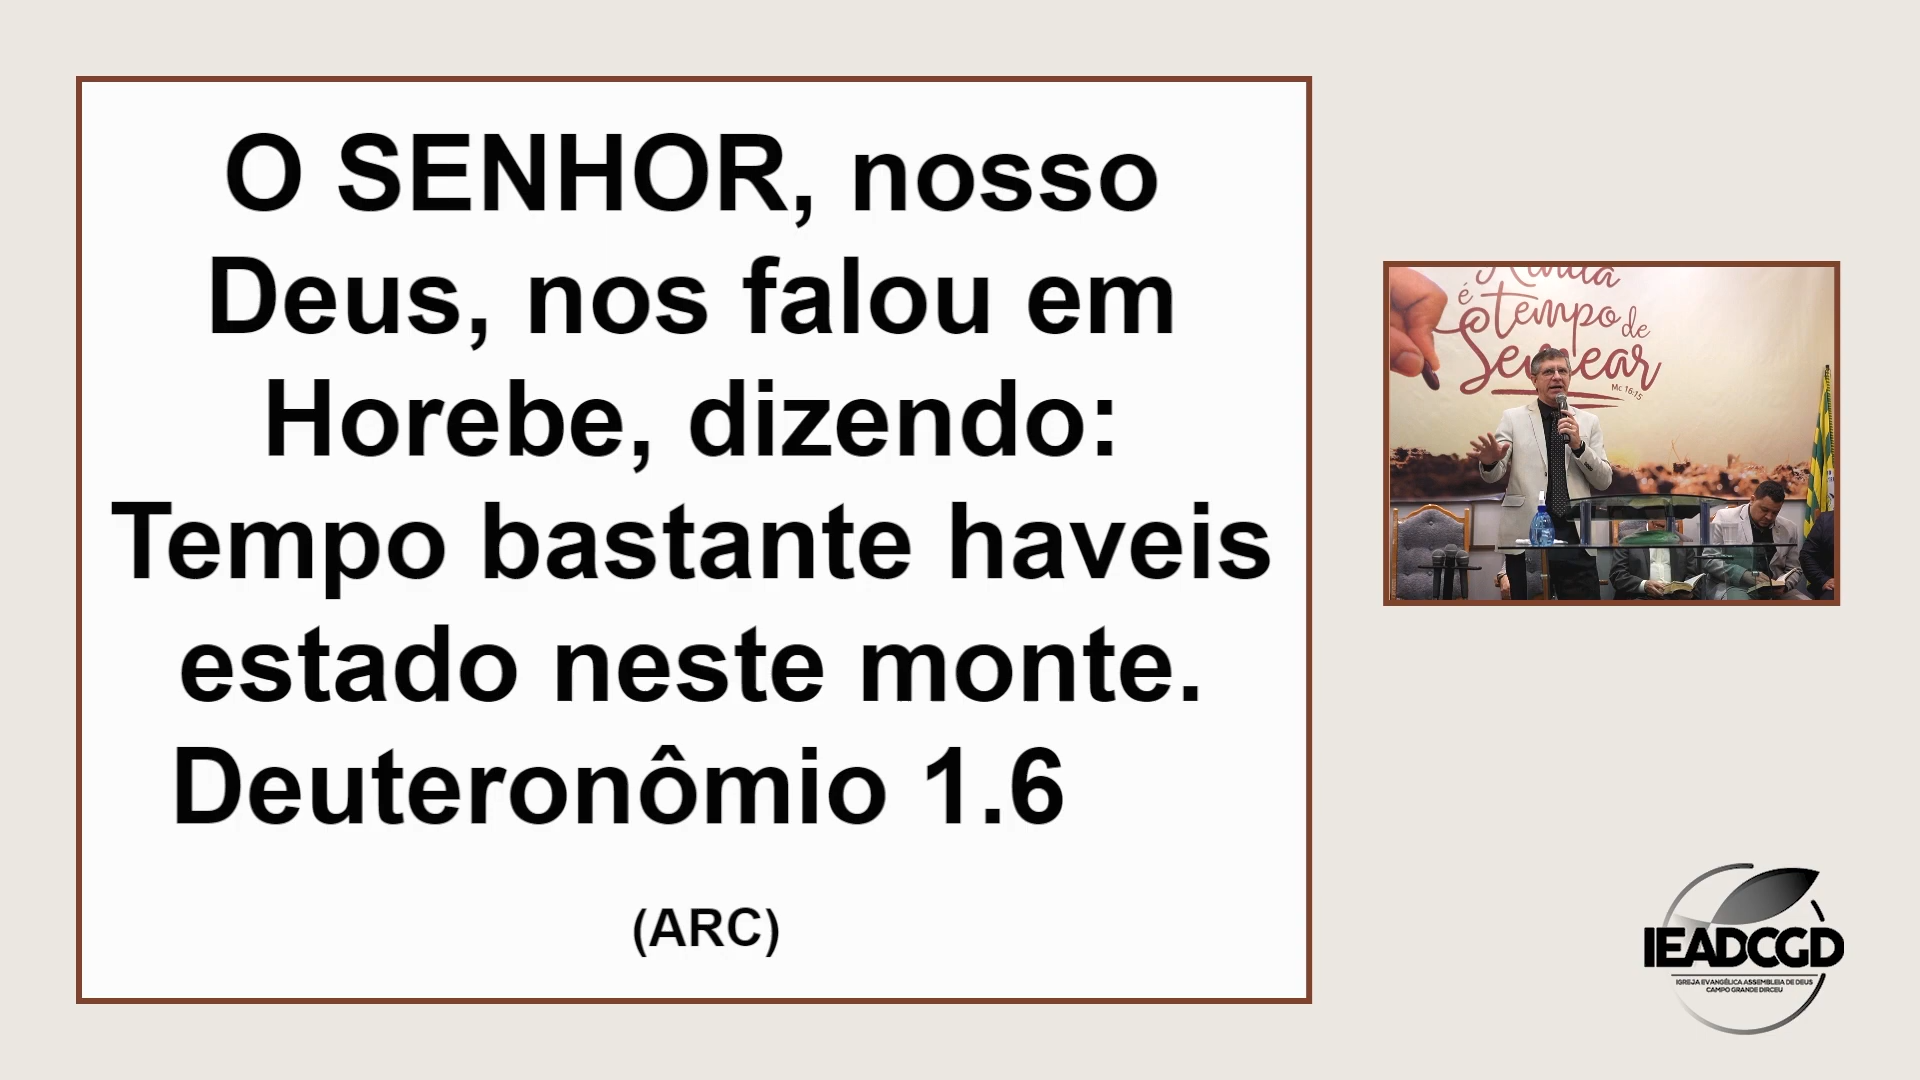 O SENHOR, nosso
Deus, nos falou em
Horebe, dizendo:
Tempo bastante haveis
estado neste monte.
Deuteronômio 1.6
(ARC)
Ainda
é tempo de
Semear
Mc 16:15
IEADCGD
IGREJA EVANGÉLICA ASSEMBLEIA DE DEUS
CAMPO GRANDE DIRCEU